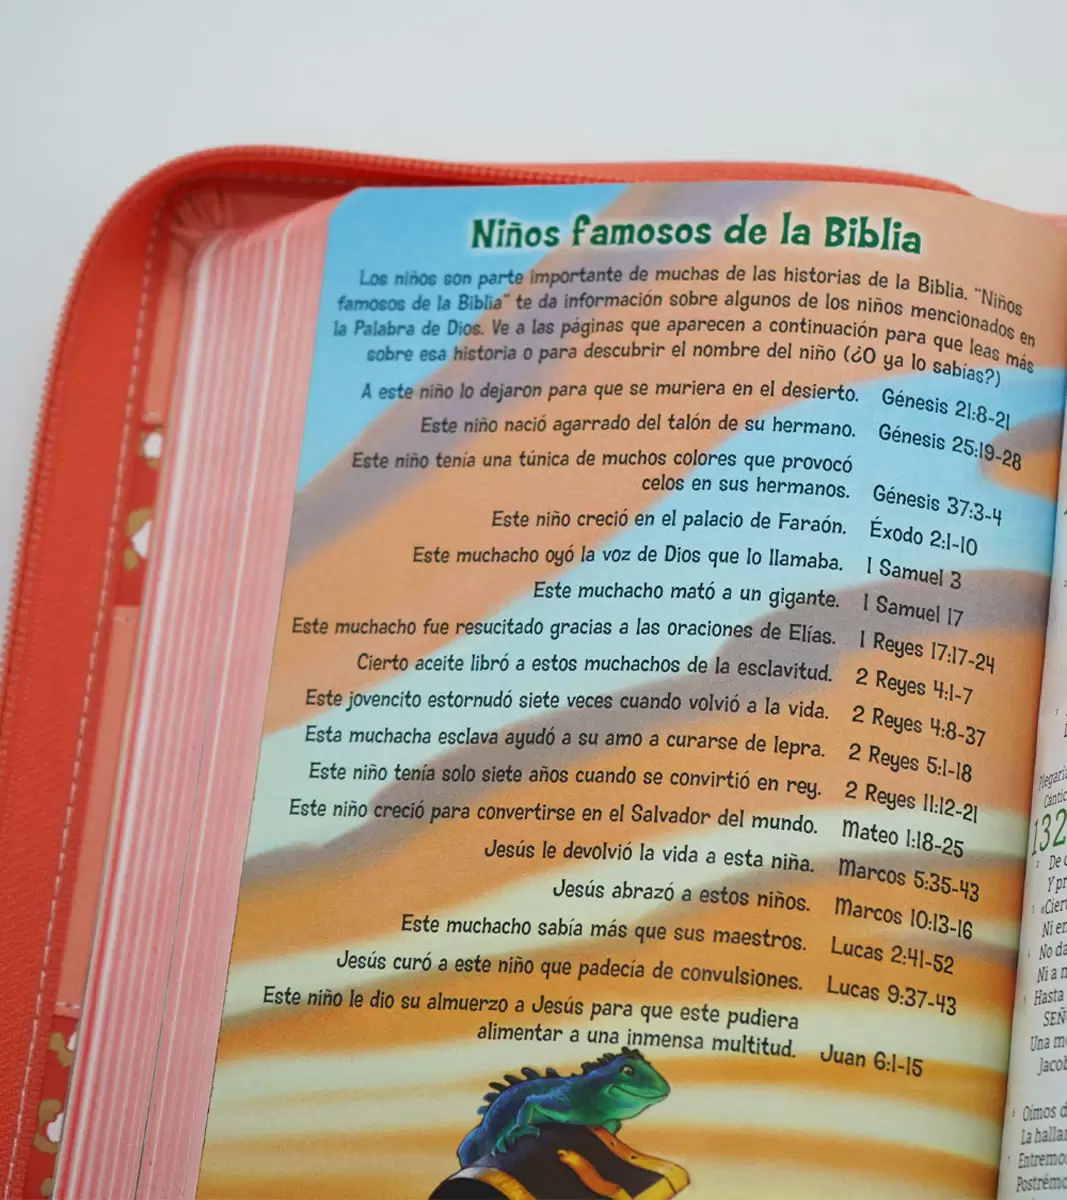 Niños famosos de la Biblia
Los niños son parte importante de muchas de las historias de la Biblia. "Niños
famosos de la Biblia" te da información sobre algunos de los niños mencionados en
la Palabra de Dios. Ve a las páginas que aparecen a continuación para que leas más
sobre esa historia o para descubrir el nombre del niño (¿O ya lo sabías?)
A este niño lo dejaron para que se muriera en el desierto. Génesis 21:8-21
Este niño nació agarrado del talón de su hermano. Génesis 25:19-28
Este niño tenía una túnica de muchos colores que provocó
celos en sus hermanos. Génesis 37:3-4
Este niño creció en el palacio de Faraón. Éxodo 2:1-10
Este muchacho oyó la voz de Dios que lo llamaba. 1 Samuel 3
Este muchacho mató a un gigante. 1 Samuel 17
Este muchacho fue resucitado gracias a las oraciones de Elías. 1 Reyes 17:17-24
Cierto aceite libró a estos muchachos de la esclavitud. 2 Reyes 4:1-7
Este jovencito estornudó siete veces cuando volvió a la vida. 2 Reyes 4:8-37
Esta muchacha esclava ayudó a su amo a curarse de lepra. 2 Reyes 5:1-18
Este niño tenía solo siete años cuando se convirtió en rey. 2 Reyes 11:12-21
Este niño creció para convertirse en el Salvador del mundo. Mateo 1:18-25
Jesús le devolvió la vida a esta niña. Marcos 5:35-43
Jesús abrazó a estos niños. Marcos 10:13-16
Este muchacho sabía más que sus maestros. Lucas 2:41-52
Jesús curó a este niño que padecía de convulsiones. Lucas 9:37-43
Este niño le dio su almuerzo a Jesús para que este pudiera
alimentar a una inmensa multitud. Juan 6:1-15
132
De
Y
Ni
No
Ni a
Hasta
Una
Oímos
La